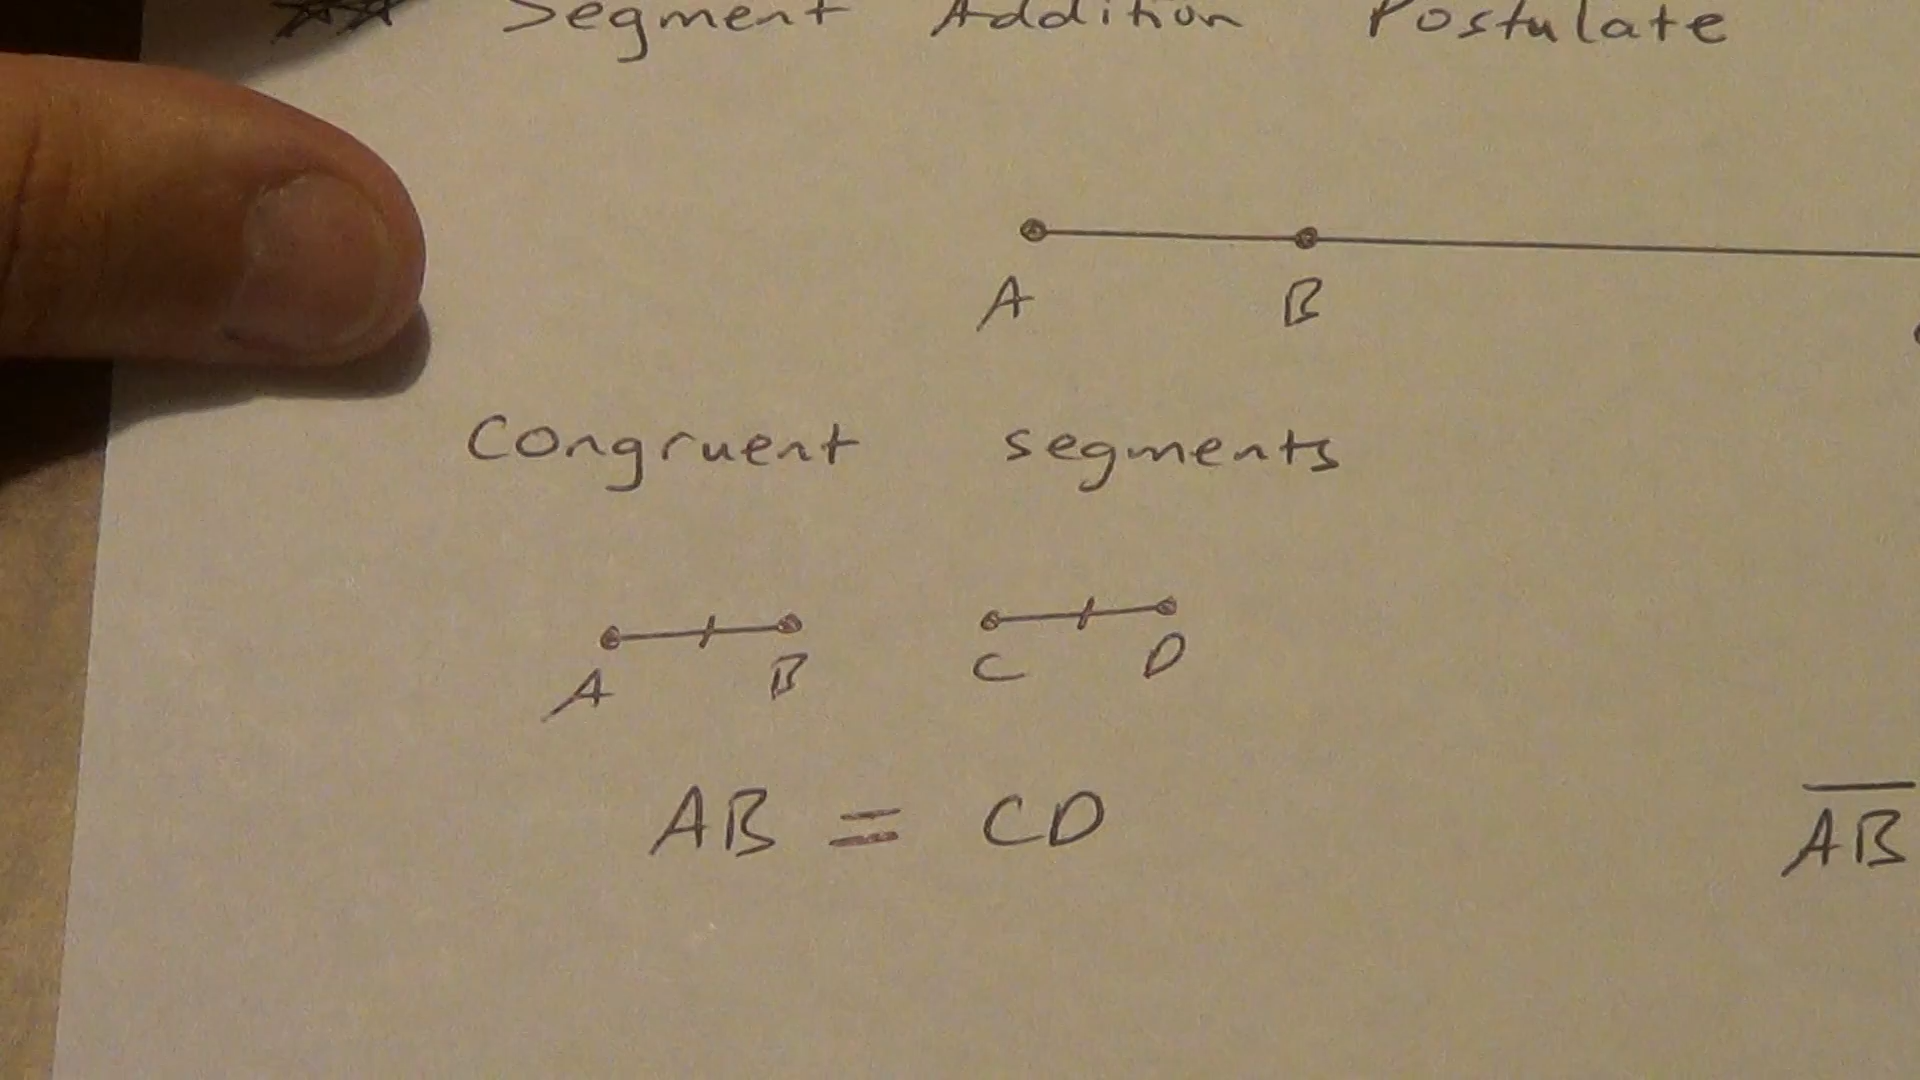 Segment Addition Postulate
A B
Congruent segments
A B C D
AB = CD
AB